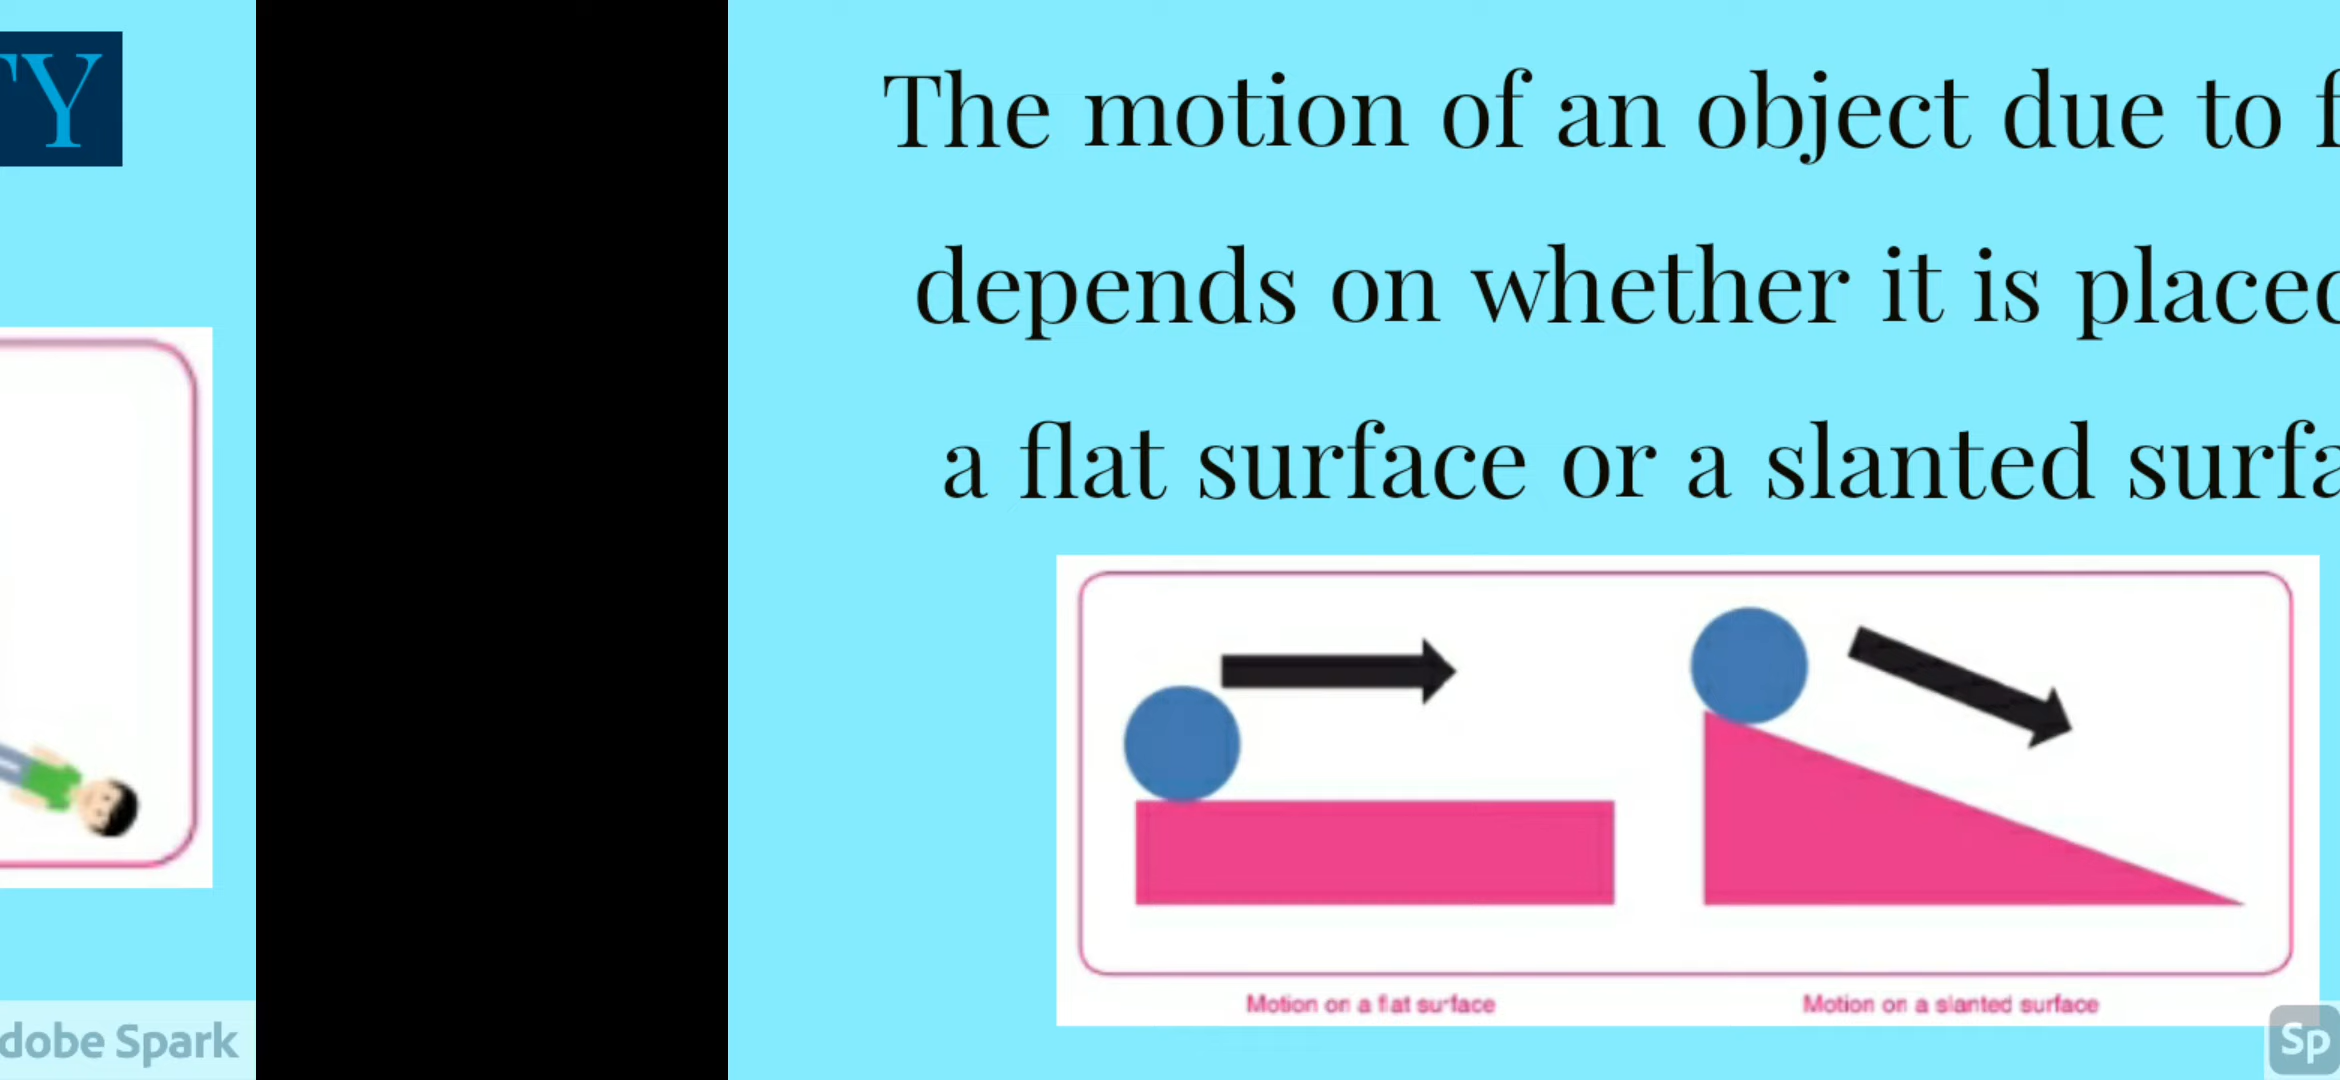 TY
dobe Spark
The motion of an object due to f
depends on whether it is placed
a flat surface or a slanted surfa
Motion on a flat surface
Motion on a slanted surface
Sp